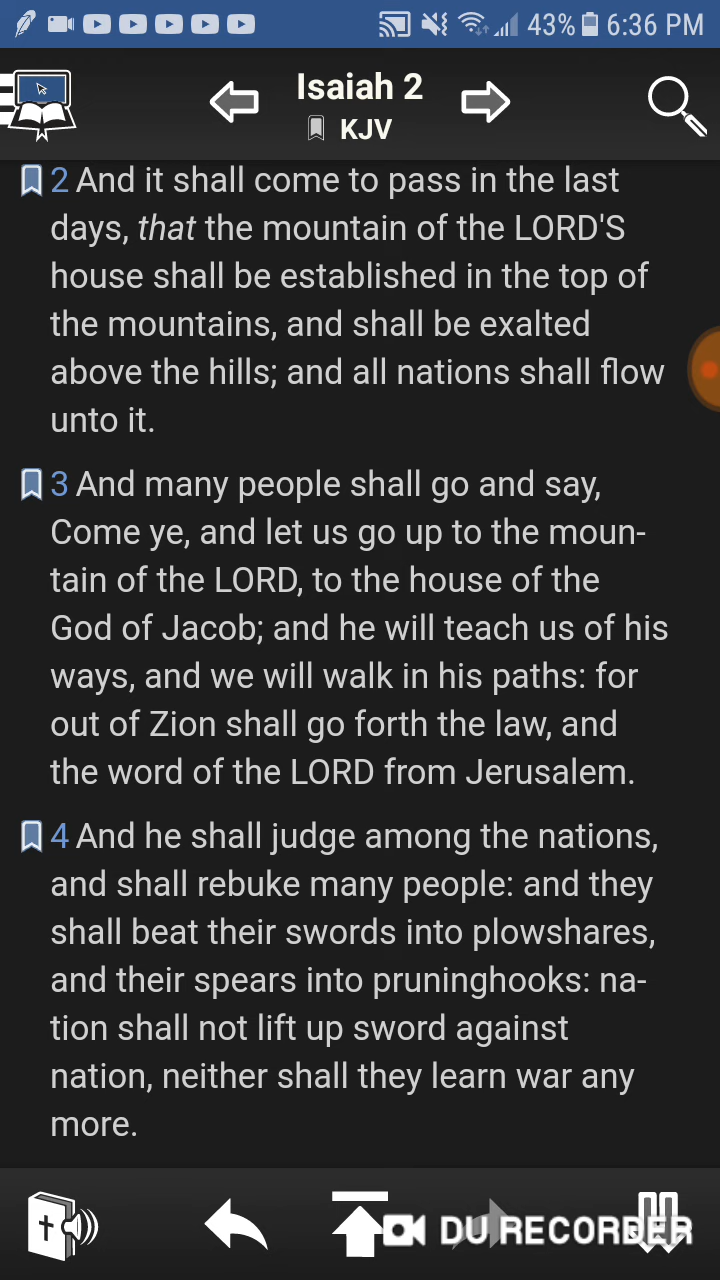 43% 6:36 PM
Isaiah 2
KJV
2 And it shall come to pass in the last
days, that the mountain of the LORD'S
house shall be established in the top of
the mountains, and shall be exalted
above the hills; and all nations shall flow
unto it.
3 And many people shall go and say,
Come ye, and let us go up to the moun-
tain of the LORD, to the house of the
God of Jacob; and he will teach us of his
ways, and we will walk in his paths: for
out of Zion shall go forth the law, and
the word of the LORD from Jerusalem.
4 And he shall judge among the nations,
and shall rebuke many people: and they
shall beat their swords into plowshares,
and their spears into pruninghooks: na-
tion shall not lift up sword against
nation, neither shall they learn war any
more.
DU RECORDER